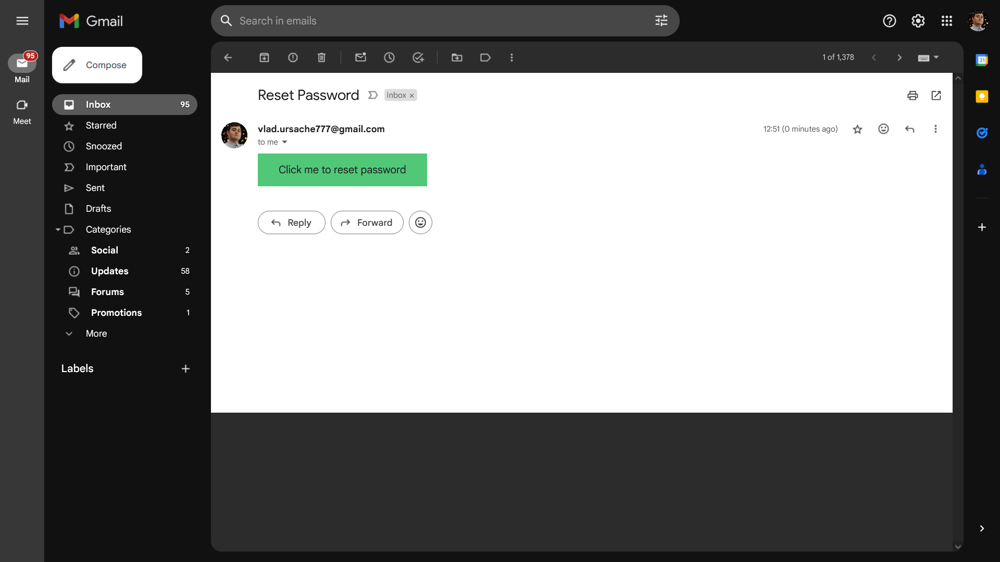 Gmail
Search in emails
95
Mail
Meet
Compose
Inbox 95
Starred
Snoozed
Important
Sent
Drafts
Categories
Social 2
Updates 58
Forums 5
Promotions 1
More
Labels
1 of 1,378
31
Reset Password Inbox ×
vlad.ursache777@gmail.com
12:51 (0 minutes ago)
to me
Click me to reset password
Reply
Forward